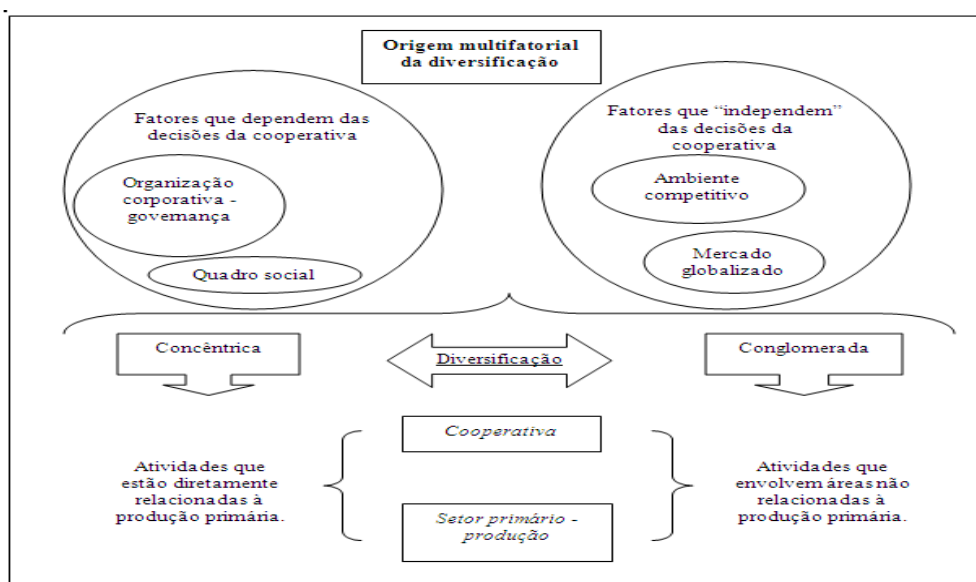 Origem multifatorial
da diversificação
Fatores que dependem das
decisões da cooperativa
Organização
corporativa -
governança
Quadro social
Fatores que “independem”
das decisões da
cooperativa
Ambiente
competitivo
Mercado
globalizado
Concêntrica
Diversificação
Conglomerada
Atividades que
estão diretamente
relacionadas à
produção primária.
Cooperativa
Setor primário -
produção
Atividades que
envolvem áreas não
relacionadas à
produção primária.